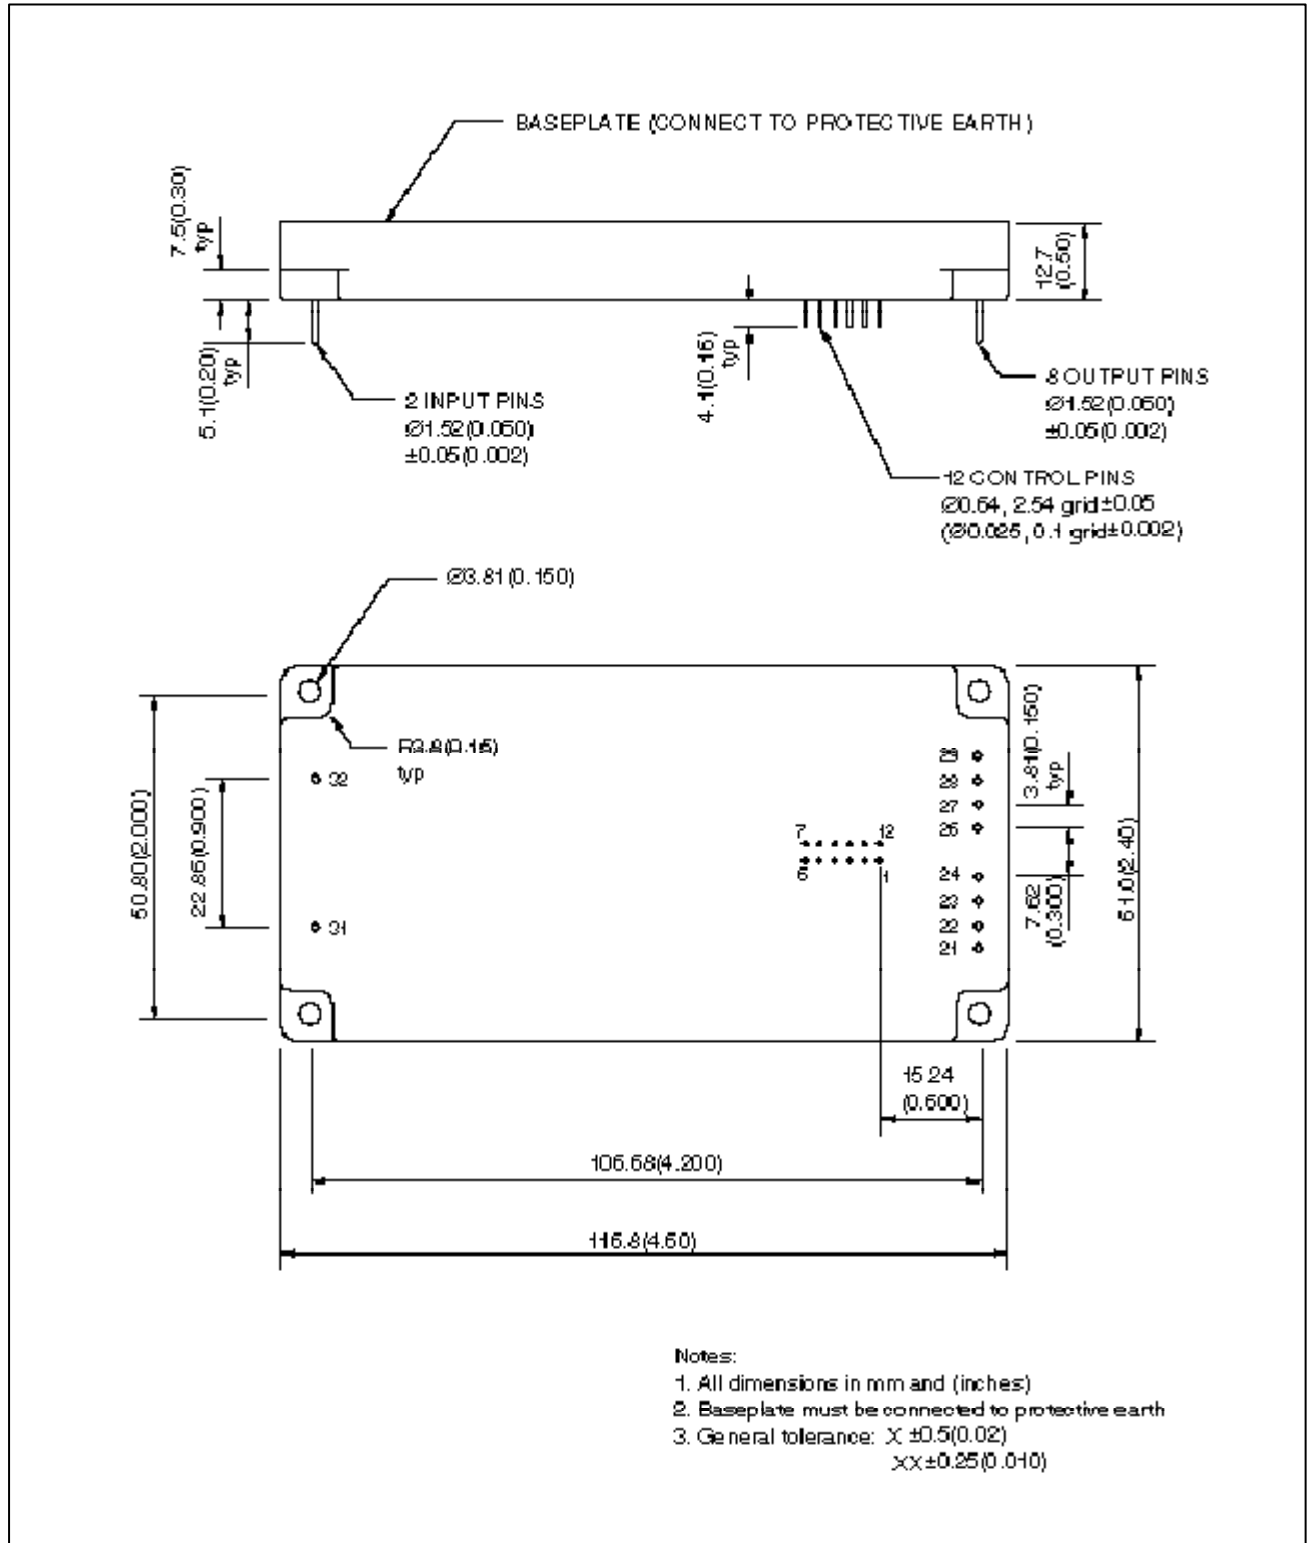 BASEPLATE (CONNECT TO PROTECTIVE EARTH)
7.5(0.30)
typ
12.7
(0.50)
5.1(0.20)
typ
4.1(0.16)
typ
2 INPUT PINS
Ø1.52(0.060)
±0.05(0.002)
8 OUTPUT PINS
Ø1.52(0.060)
±0.05(0.002)
12 CONTROL PINS
Ø0.64, 2.54 grid±0.05
(Ø0.025, 0.1 grid±0.002)
Ø3.81(0.150)
R3.8(0.15)
typ
32
31
50.80(2.000)
22.86(0.900)
7
12
6
1
28
27
25
24
23
22
21
3.81(0.150)
typ
7.62
(0.300)
61.0(2.40)
15.24
(0.600)
106.68(4.200)
116.8(4.60)
Notes:
1. All dimensions in mm and (inches)
2. Baseplate must be connected to protective earth
3. General tolerance: X ±0.5(0.02)
XX±0.25(0.010)